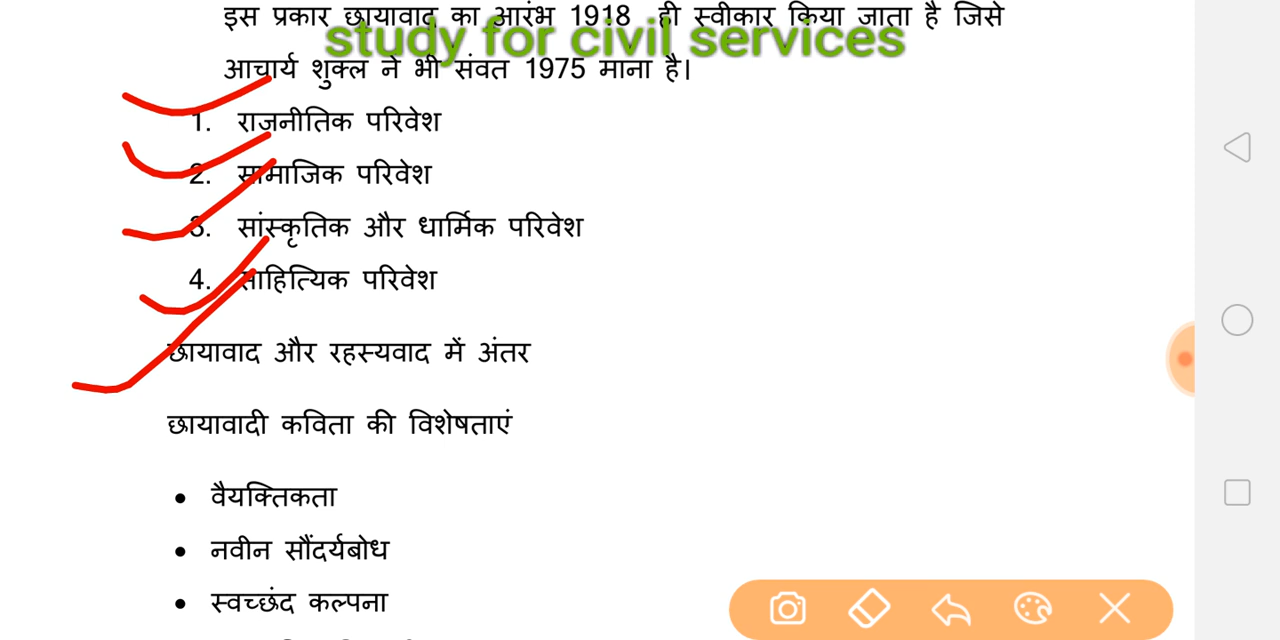 इस प्रकार छायावाद का आरंभ 1918 ही स्वीकार किया जाता है जिसे
study for civil services
आचार्य शुक्ल ने भी संवत 1975 माना है।
1. राजनीतिक परिवेश
2. सामाजिक परिवेश
3. सांस्कृतिक और धार्मिक परिवेश
4. साहित्यिक परिवेश
छायावाद और रहस्यवाद में अंतर
छायावादी कविता की विशेषताएं
• वैयक्तिकता
• नवीन सौंदर्यबोध
• स्वच्छंद कल्पना